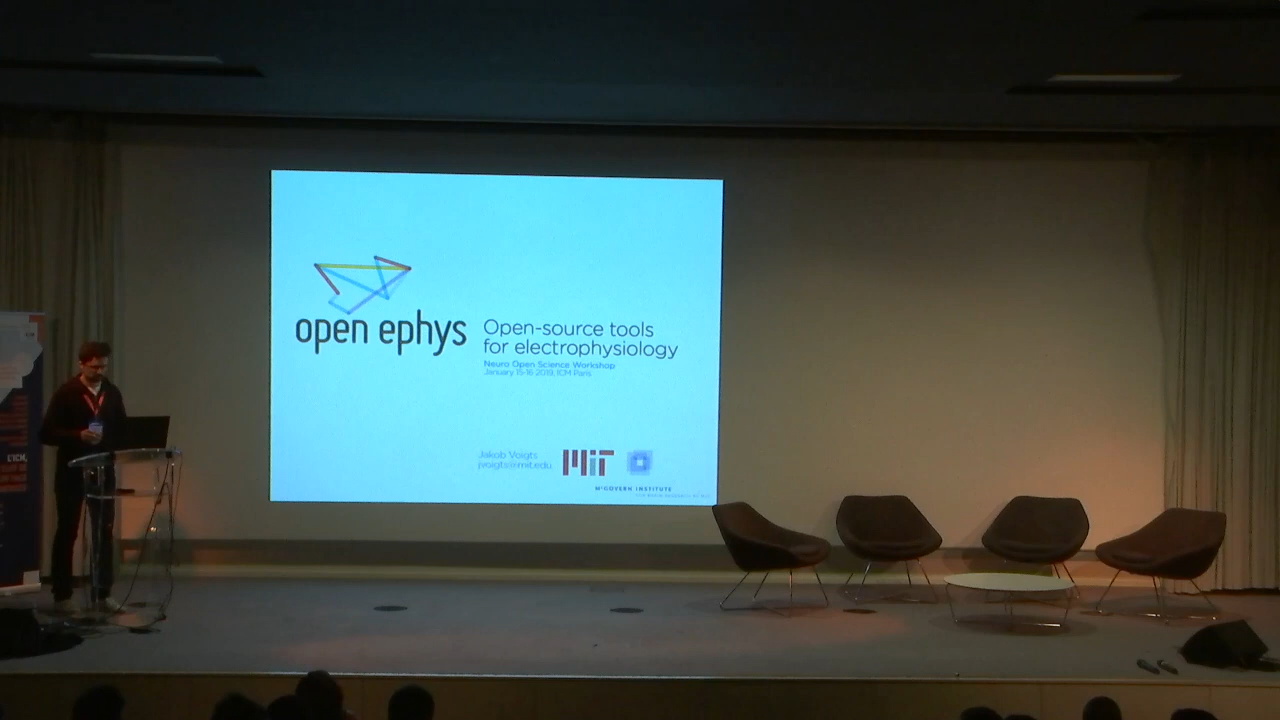 open ephys
Open-source tools
for electrophysiology
Neuro Open Science Workshop
January 15-16 2019, ICM Paris
Jakob Voigts
jvoigts@mit.edu
MIT
McGOVERN INSTITUTE
L'ICM,